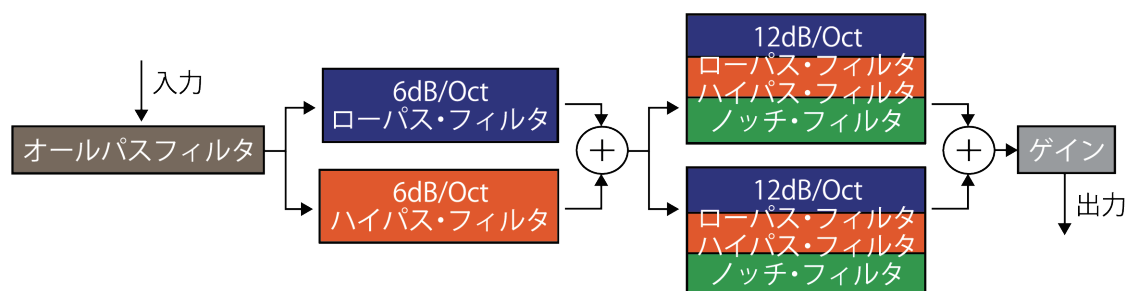 入力
オールパスフィルタ
6dB/Oct
ローパス・フィルタ
6dB/Oct
ハイパス・フィルタ
+
12dB/Oct
ローパス・フィルタ
ハイパス・フィルタ
ノッチ・フィルタ
12dB/Oct
ローパス・フィルタ
ハイパス・フィルタ
ノッチ・フィルタ
+
ゲイン
出力